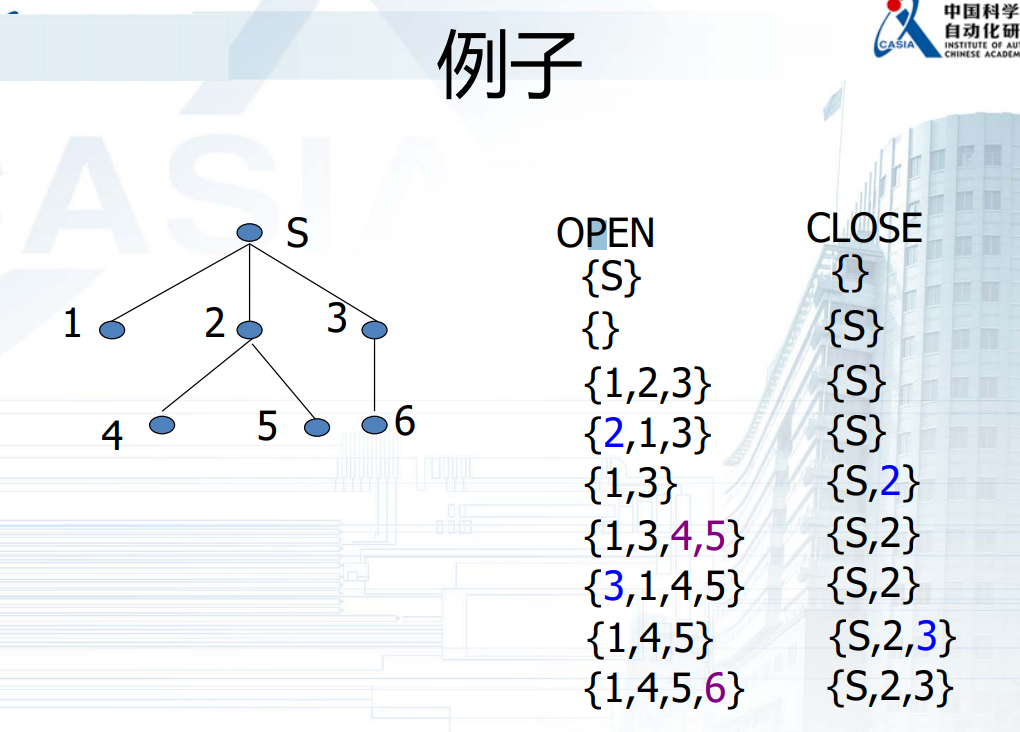 中国科学
自动化研
INSTITUTE OF AUT
CHINESE ACADEM
CASIA
例子
CASIA
S
1
2
3
4
5
6
OPEN CLOSE
{S} {}
{} {S}
{1,2,3} {S}
{2,1,3} {S}
{1,3} {S,2}
{1,3,4,5} {S,2}
{3,1,4,5} {S,2}
{1,4,5} {S,2,3}
{1,4,5,6} {S,2,3}